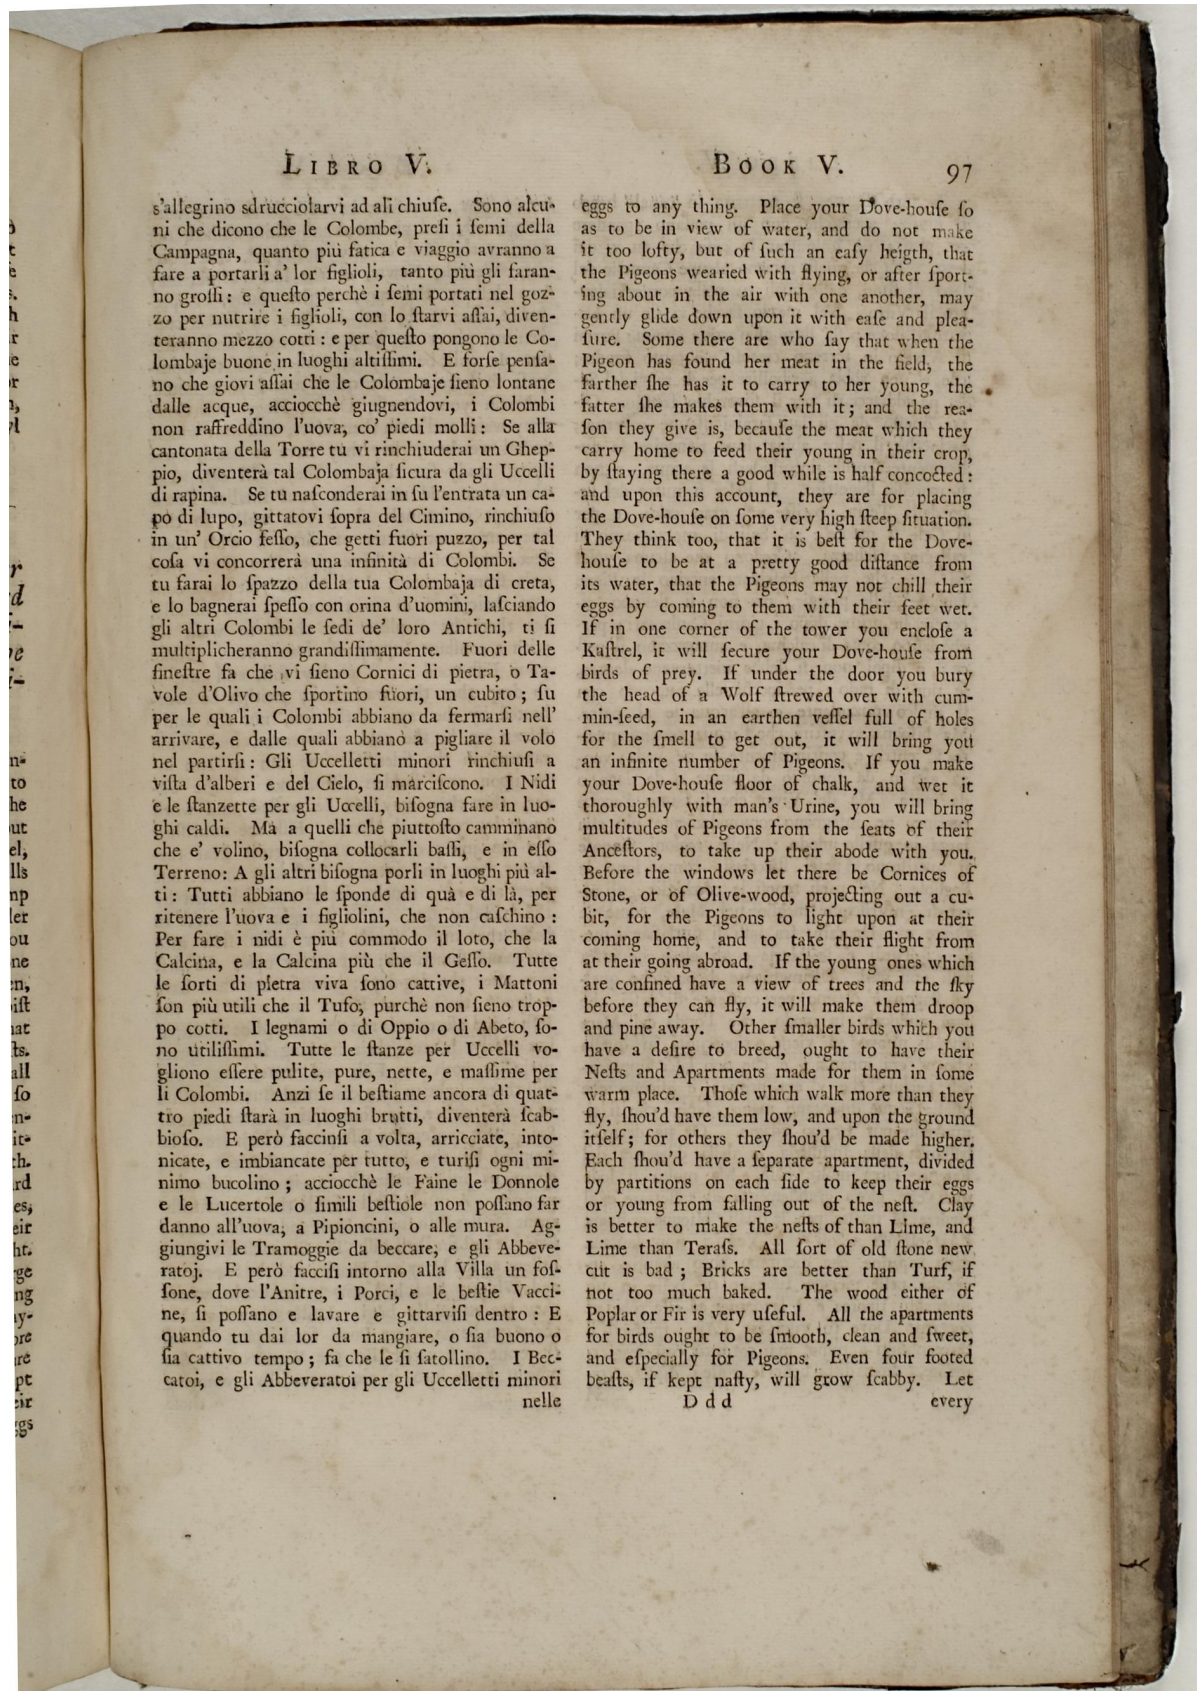 LIBRO V.
s'allegrino sdrucciolarvi ad ali chiuſe. Sono alcu-
ni che dicono che le Colombe, preſi i ſemi della
Campagna, quanto più fatica e viaggio avranno a
fare a portarli a' lor figlioli, tanto più gli faran-
no groſſi: e queſto perchè i ſemi portati nel goz-
zo per nutrire i figlioli, con lo ſtarvi aſſai, diven-
teranno mezzo cotti: e per queſto pongono le Co-
lombaje buone in luoghi altiſſimi. E forſe penſa-
no che giovi aſſai che le Colombaje ſieno lontane
dalle acque, acciocchè giugnendovi, i Colombi
non raffreddino l'uova, co' piedi molli: Se alla
cantonata della Torre tu vi rinchiuderai un Ghep-
pio, diventerà tal Colombaja ſicura da gli Uccelli
di rapina. Se tu naſconderai in ſu l'entrata un ca-
po di lupo, gittatovi ſopra del Cimino, rinchiuſo
in un' Orcio feſſo, che getti fuori puzzo, per tal
coſa vi concorrerà una infinità di Colombi. Se
tu farai lo ſpazzo della tua Colombaja di creta,
e lo bagnerai ſpeſſo con orina d'uomini, laſciando
gli altri Colombi le ſedi de' loro Antichi, ti ſi
multiplicheranno grandiſſimamente. Fuori delle
fineſtre fa che vi ſieno Cornici di pietra, o Ta-
vole d'Olivo che ſportino fuori, un cubito; ſu
per le quali i Colombi abbiano da fermarſi nell'
arrivare, e dalle quali abbiano a pigliare il volo
nel partirſi: Gli Uccelletti minori rinchiuſi a
viſta d'alberi e del Cielo, ſi marciſcono. I Nidi
e le ſtanzette per gli Uccelli, biſogna fare in luo-
ghi caldi. Ma a quelli che piuttoſto camminano
che e' volino, biſogna collocarli baſſi, e in eſſo
Terreno: A gli altri biſogna porli in luoghi più al-
ti: Tutti abbiano le ſponde di quà e di là, per
ritenere l'uova e i figliolini, che non caſchino:
Per fare i nidi è più commodo il loto, che la
Calcina, e la Calcina più che il Geſſo. Tutte
le ſorti di pietra viva ſono cattive, i Mattoni
ſon più utili che il Tufo, purchè non ſieno trop-
po cotti. I legnami o di Oppio o di Abeto, ſo-
no utiliſſimi. Tutte le ſtanze per Uccelli vo-
gliono eſſere pulite, pure, nette, e maſſime per
li Colombi. Anzi ſe il beſtiame ancora di quat-
tro piedi ſtarà in luoghi brutti, diventerà ſcab-
bioſo. E però faccinſi a volta, arricciate, into-
nicate, e imbiancate per tutto, e turiſi ogni mi-
nimo bucolino; acciocchè le Faine le Donnole
e le Lucertole o ſimili beſtiole non poſſano far
danno all'uova, a Pipioncini, o alle mura. Ag-
giungivi le Tramoggie da beccare, e gli Abbeve-
ratoj. E però facciſi intorno alla Villa un foſ-
ſone, dove l'Anitre, i Porci, e le beſtie Vacci-
ne, ſi poſſano e lavare e gittarviſi dentro: E
quando tu dai lor da mangiare, o ſia buono o
ſia cattivo tempo; fa che le ſi ſatollino. I Bec-
catoi, e gli Abbeveratoi per gli Uccelletti minori
nelle
BOOK V. 97
eggs to any thing. Place your Dove-houſe ſo
as to be in view of water, and do not make
it too lofty, but of ſuch an eaſy heigth, that
the Pigeons wearied with flying, or after ſport-
ing about in the air with one another, may
gently glide down upon it with eaſe and plea-
ſure. Some there are who ſay that when the
Pigeon has found her meat in the field, the
farther ſhe has it to carry to her young, the
fatter ſhe makes them with it; and the rea-
ſon they give is, becauſe the meat which they
carry home to feed their young in their crop,
by ſtaying there a good while is half concocted:
and upon this account, they are for placing
the Dove-houſe on ſome very high ſteep ſituation.
They think too, that it is beſt for the Dove-
houſe to be at a pretty good diſtance from
its water, that the Pigeons may not chill their
eggs by coming to them with their feet wet.
If in one corner of the tower you encloſe a
Kaſtrel, it will ſecure your Dove-houſe from
birds of prey. If under the door you bury
the head of a Wolf ſtrewed over with cum-
min-ſeed, in an earthen veſſel full of holes
for the ſmell to get out, it will bring you
an infinite number of Pigeons. If you make
your Dove-houſe floor of chalk, and wet it
thoroughly with man's Urine, you will bring
multitudes of Pigeons from the ſeats of their
Anceſtors, to take up their abode with you.
Before the windows let there be Cornices of
Stone, or of Olive-wood, projecting out a cu-
bit, for the Pigeons to light upon at their
coming home, and to take their flight from
at their going abroad. If the young ones which
are confined have a view of trees and the ſky
before they can fly, it will make them droop
and pine away. Other ſmaller birds which you
have a deſire to breed, ought to have their
Neſts and Apartments made for them in ſome
warm place. Thoſe which walk more than they
fly, ſhou'd have them low, and upon the ground
itſelf; for others they ſhou'd be made higher.
Each ſhou'd have a ſeparate apartment, divided
by partitions on each ſide to keep their eggs
or young from falling out of the neſt. Clay
is better to make the neſts of than Lime, and
Lime than Teraſs. All ſort of old ſtone new
cut is bad; Bricks are better than Turf, if
not too much baked. The wood either of
Poplar or Fir is very uſeful. All the apartments
for birds ought to be ſmooth, clean and ſweet,
and eſpecially for Pigeons. Even four footed
beaſts, if kept naſty, will grow ſcabby. Let
D d d every